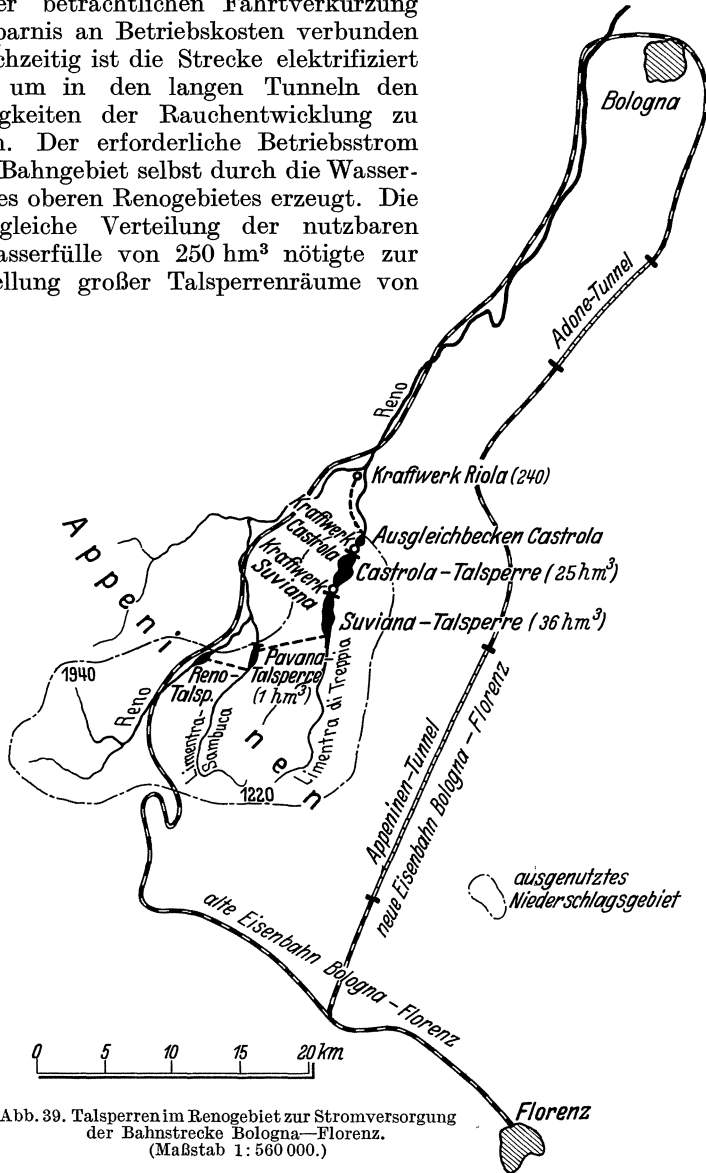 er beträchtlichen Fahrtverkürzung
parnis an Betriebskosten verbunden
chzeitig ist die Strecke elektrifiziert
um in den langen Tunneln den
gkeiten der Rauchentwicklung zu
n. Der erforderliche Betriebsstrom
Bahngebiet selbst durch die Wasser-
es oberen Renogebietes erzeugt. Die
gleiche Verteilung der nutzbaren
asserfülle von 250 hm³ nötigte zur
ellung großer Talsperrenräume von
Bologna
Adone-Tunnel
Reno
Kraftwerk Riola (240)
Kraftwerk
Castrola
Ausgleichbecken Castrola
Kraftwerk
Suviana
Castrola-Talsperre (25 hm³)
Suviana-Talsperre (36 hm³)
Appeninen
Pavana-
Talsperre
(1 hm³)
Reno-
Talsp.
1940
Reno
Limentra-
Sambuca
Limentra di Treppia
1220
Appeninen-Tunnel
neue Eisenbahn Bologna-Florenz
ausgenutztes
Niederschlagsgebiet
alte Eisenbahn Bologna-Florenz
0 5 10 15 20 km
Florenz
Abb. 39. Talsperren im Renogebiet zur Stromversorgung
der Bahnstrecke Bologna—Florenz.
(Maßstab 1:560 000.)